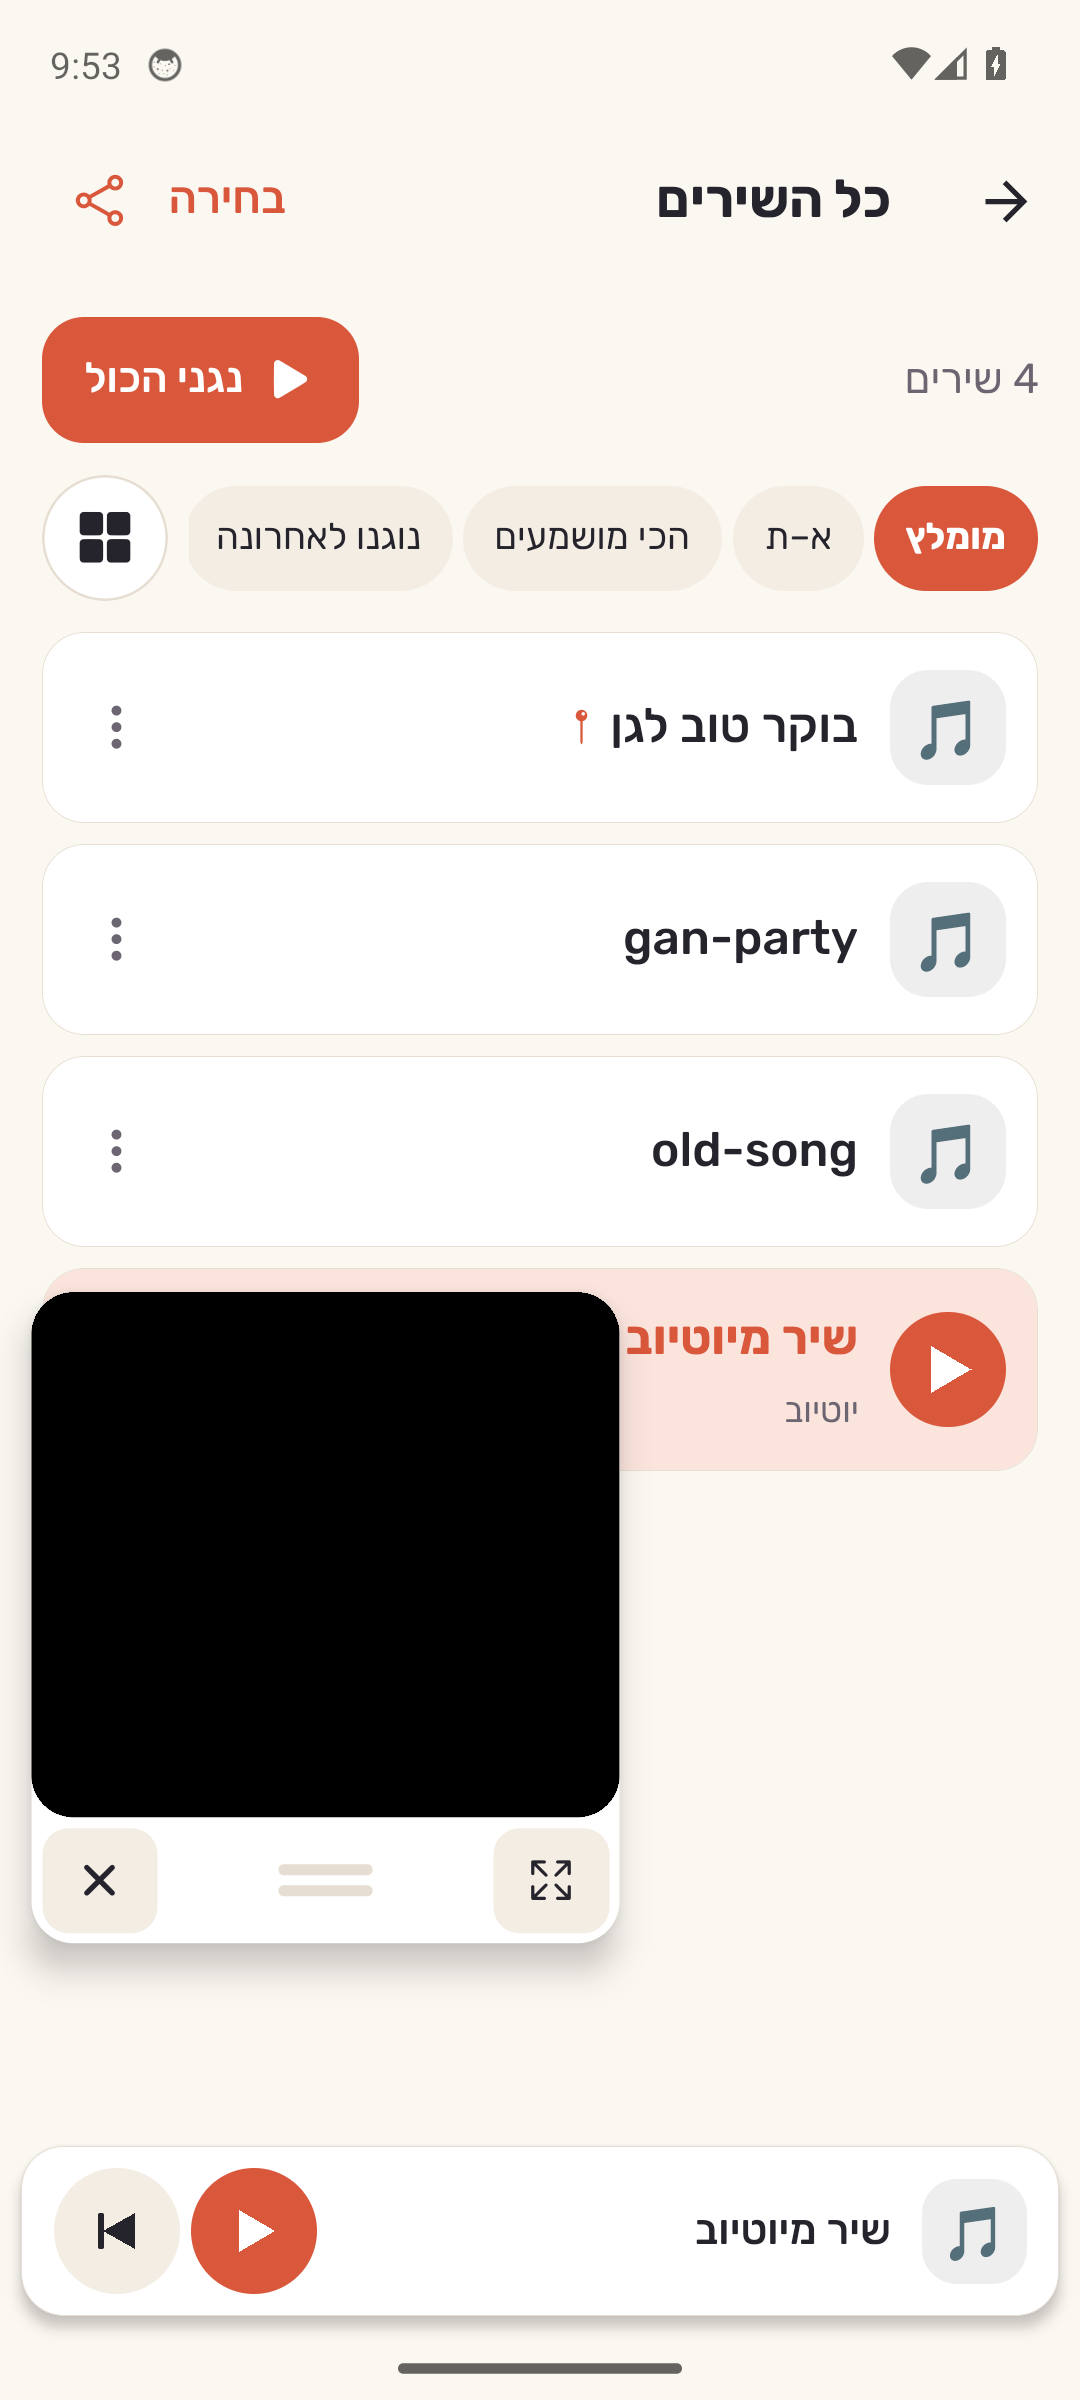 9:53
כל השירים
בחירה
4 שירים
נגני הכול
מומלץ
א-ת
הכי מושמעים
נוגנו לאחרונה
בוקר טוב לגן
gan-party
old-song
שיר מיוטיוב
יוטיוב
שיר מיוטיוב